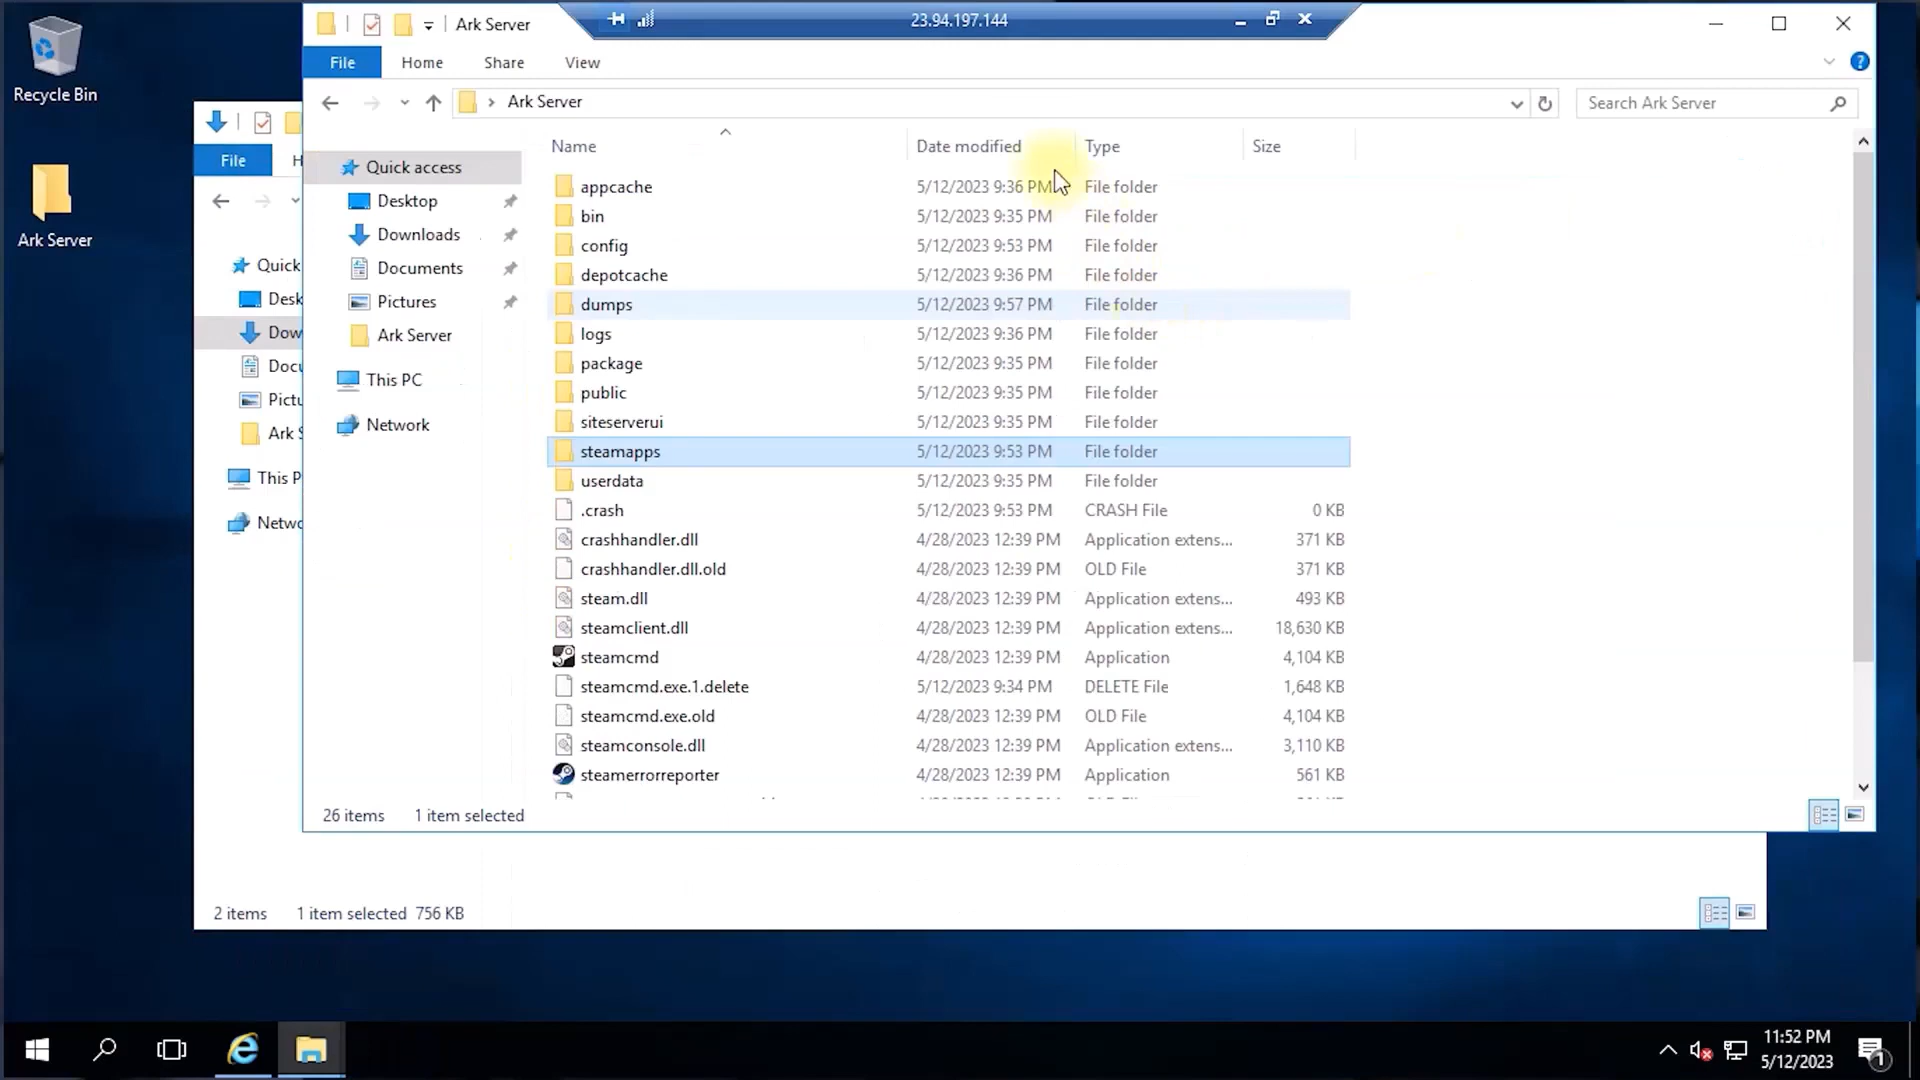 23.94.197.144
Recycle Bin
Ark Server
Ark Server
File
Home
Share
View
Ark Server
Search Ark Server
Quick access
Desktop
Downloads
Documents
Pictures
Ark Server
This PC
Network
Name
Date modified
Type
Size
appcache 5/12/2023 9:36 PM File folder
bin 5/12/2023 9:35 PM File folder
config 5/12/2023 9:53 PM File folder
depotcache 5/12/2023 9:36 PM File folder
dumps 5/12/2023 9:57 PM File folder
logs 5/12/2023 9:36 PM File folder
package 5/12/2023 9:35 PM File folder
public 5/12/2023 9:35 PM File folder
siteserverui 5/12/2023 9:35 PM File folder
steamapps 5/12/2023 9:53 PM File folder
userdata 5/12/2023 9:35 PM File folder
.crash 5/12/2023 9:53 PM CRASH File 0 KB
crashhandler.dll 4/28/2023 12:39 PM Application extens... 371 KB
crashhandler.dll.old 4/28/2023 12:39 PM OLD File 371 KB
steam.dll 4/28/2023 12:39 PM Application extens... 493 KB
steamclient.dll 4/28/2023 12:39 PM Application extens... 18,630 KB
steamcmd 4/28/2023 12:39 PM Application 4,104 KB
steamcmd.exe.1.delete 5/12/2023 9:34 PM DELETE File 1,648 KB
steamcmd.exe.old 4/28/2023 12:39 PM OLD File 4,104 KB
steamconsole.dll 4/28/2023 12:39 PM Application extens... 3,110 KB
steamerrorreporter 4/28/2023 12:39 PM Application 561 KB
26 items 1 item selected
File
H
Quick
Desk
Dow
Docu
Pictu
Ark S
This P
Netwo
2 items 1 item selected 756 KB
11:52 PM
5/12/2023
1